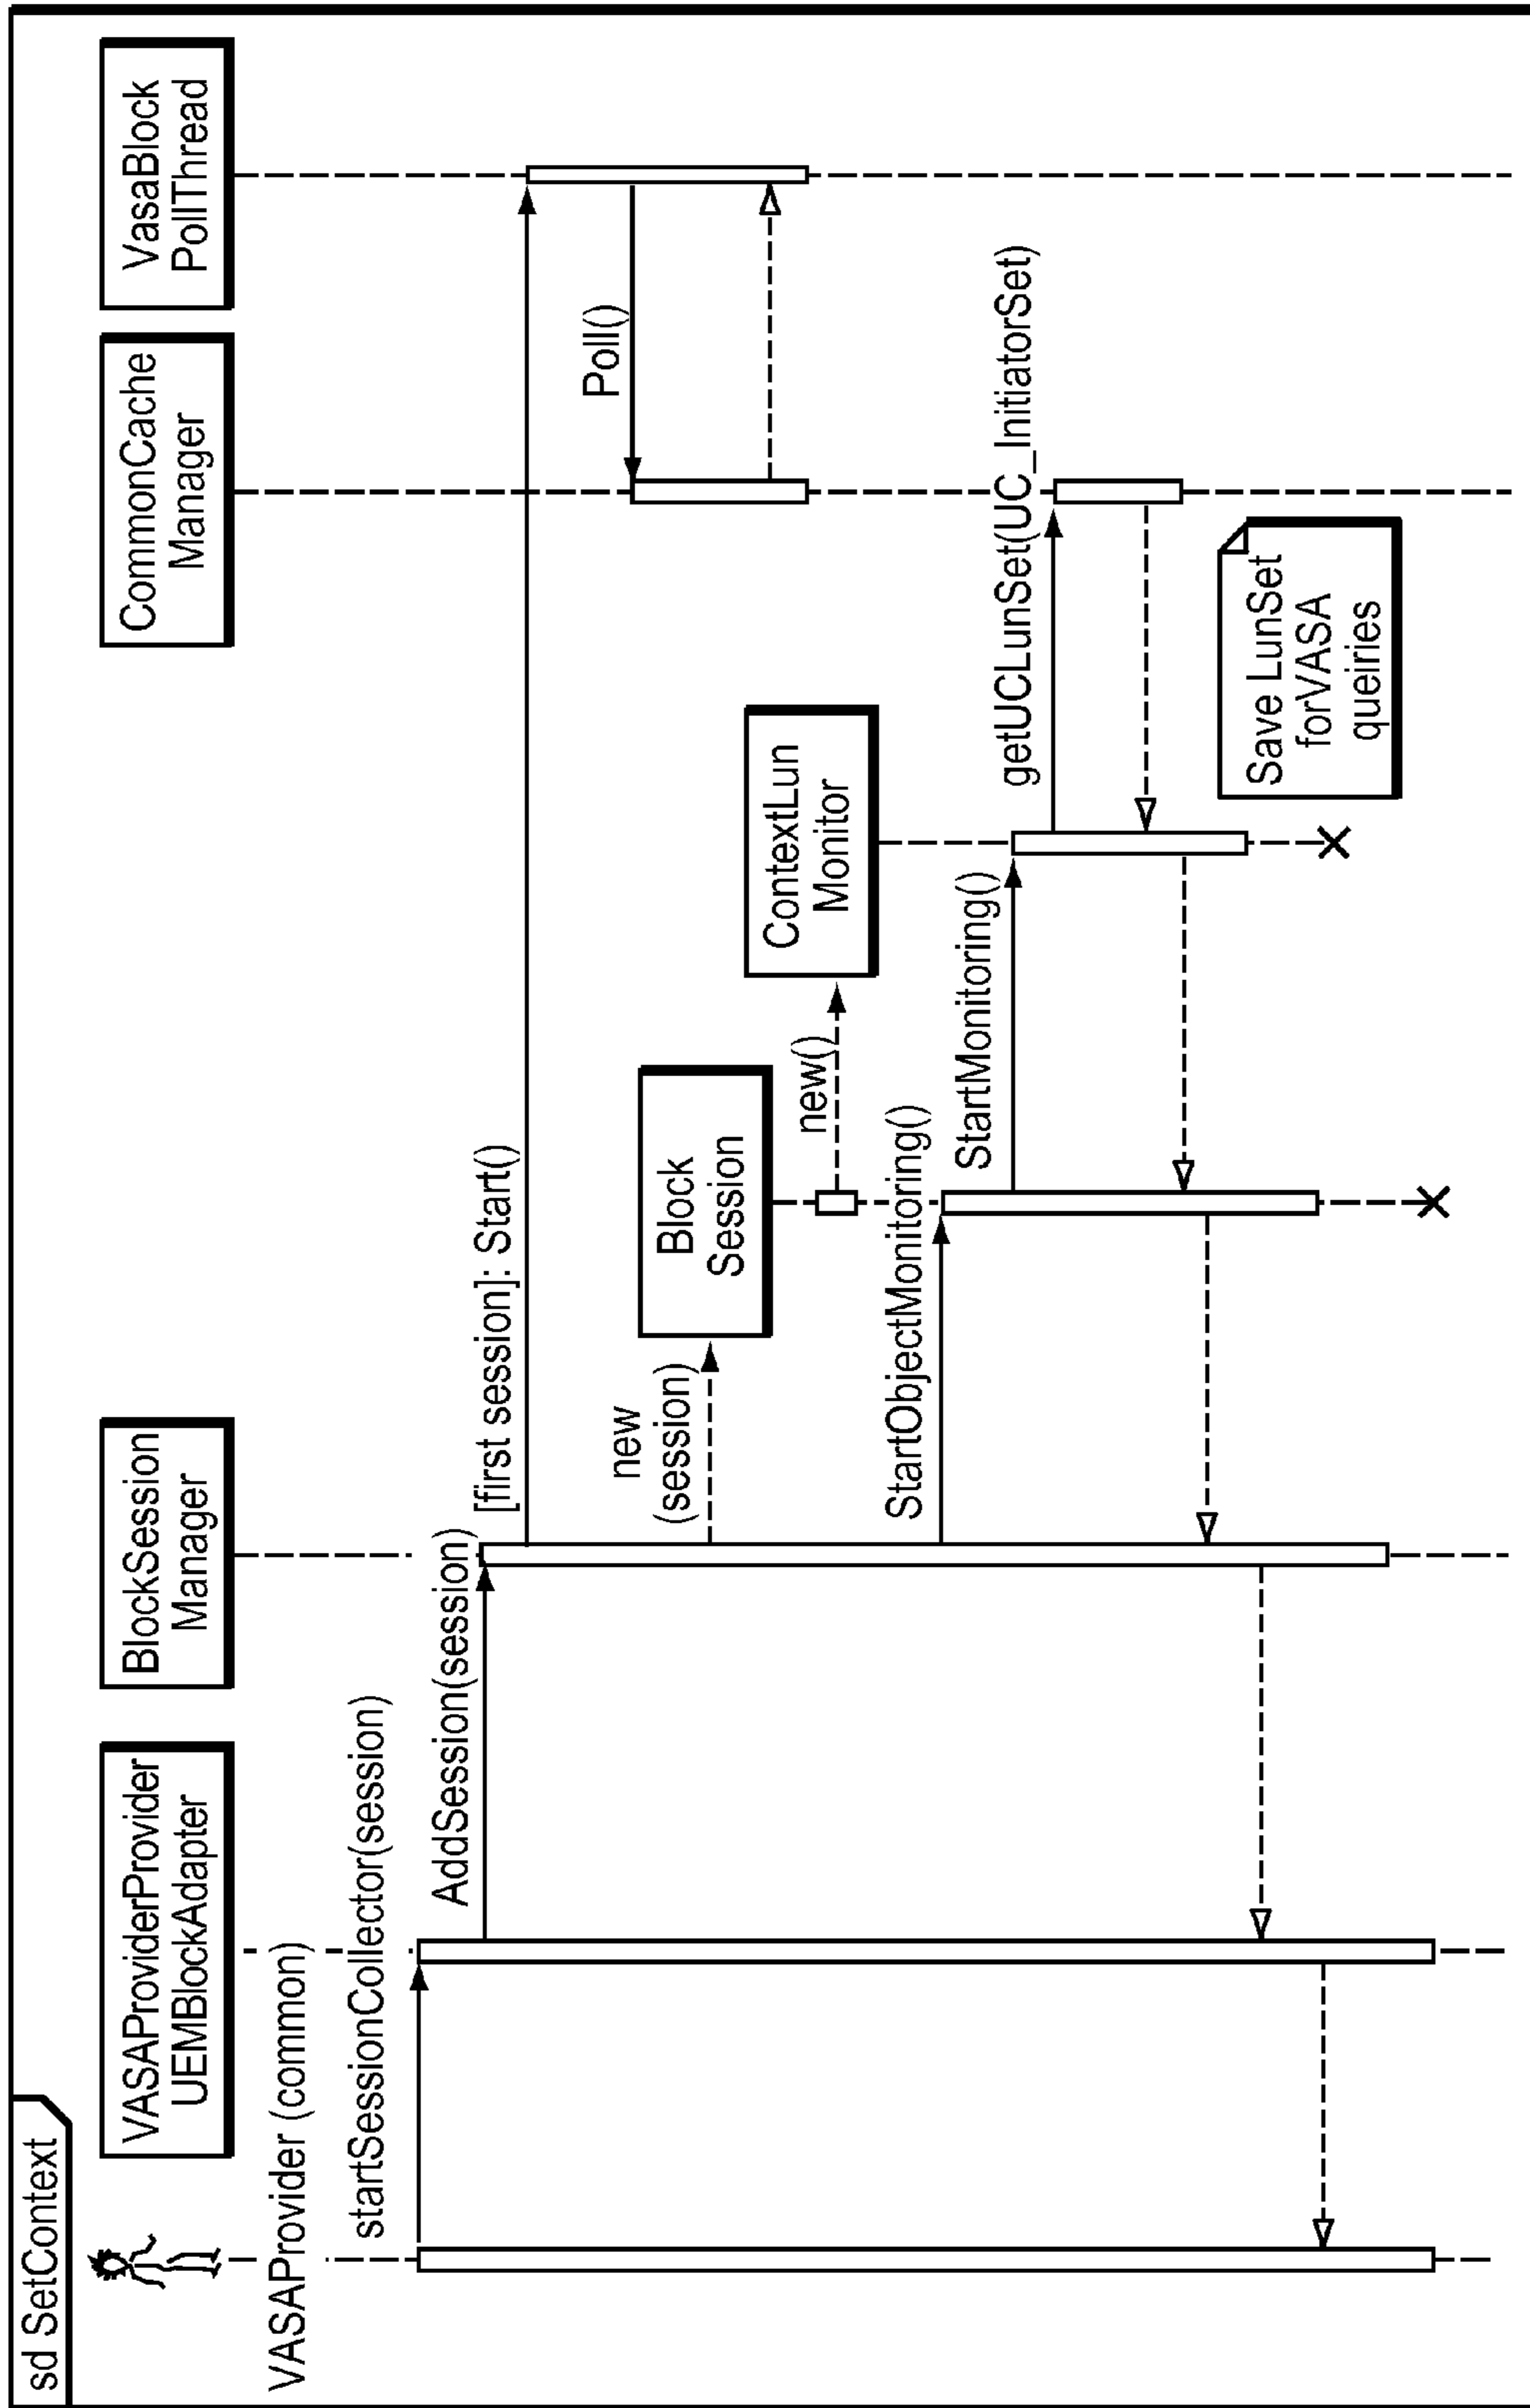 sd SetContext
VASAProvider (common)
VASAProviderProvider
UEMBlockAdapter
BlockSession
Manager
CommonCache
Manager
VasaBlock
PollThread
startSessionCollector(session)
AddSession(session)
[first session]: Start()
Poll()
new
(session)
Block
Session
new()
ContextLun
Monitor
StartObjectMonitoring()
StartMonitoring()
getUCLunSet(UC_InitiatorSet)
Save LunSet
forVASA
queiries